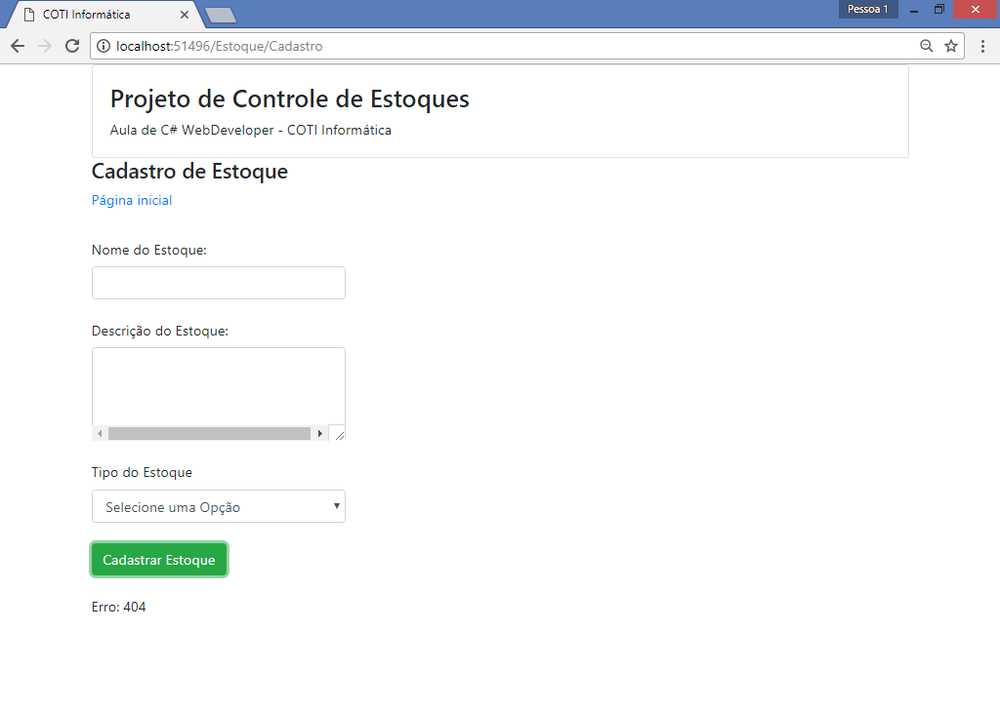 COTI Informática
Pessoa 1
localhost:51496/Estoque/Cadastro
Projeto de Controle de Estoques
Aula de C# WebDeveloper - COTI Informática
Cadastro de Estoque
Página inicial
Nome do Estoque:
Descrição do Estoque:
Tipo do Estoque
Selecione uma Opção
Cadastrar Estoque
Erro: 404